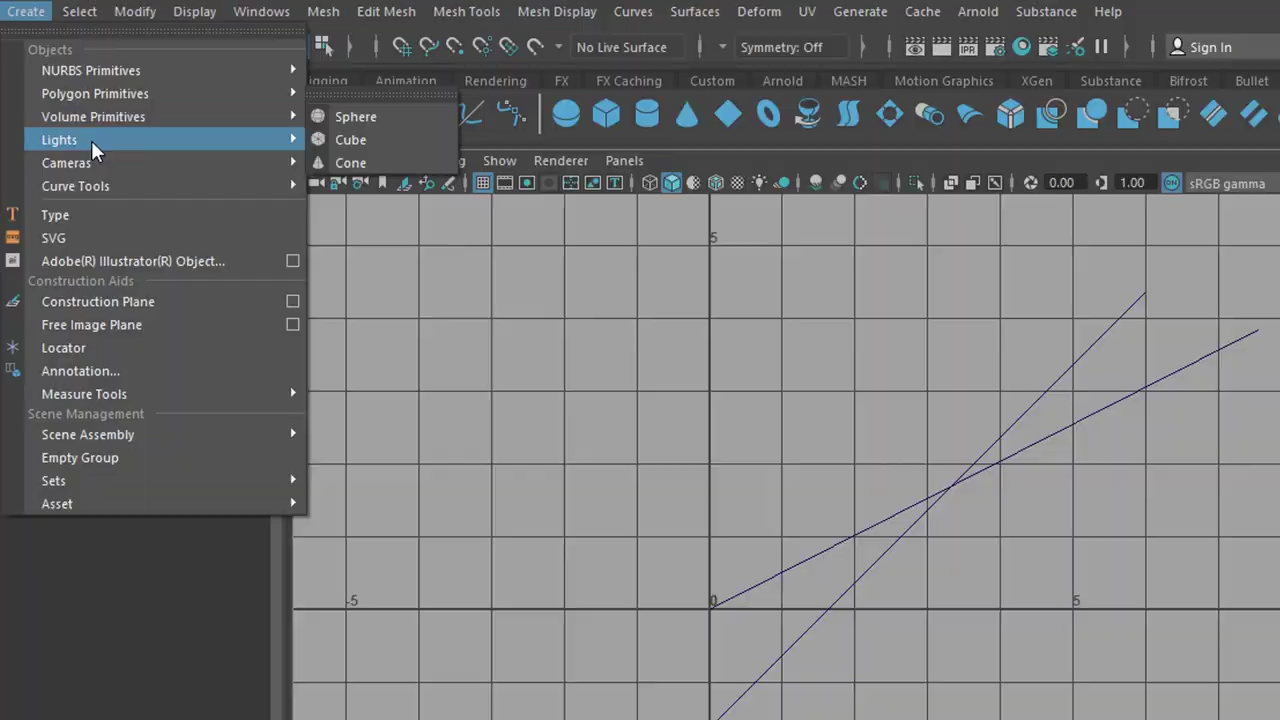 Create Select Modify Display Windows Mesh Edit Mesh Mesh Tools Mesh Display Curves Surfaces Deform UV Generate Cache Arnold Substance Help
No Live Surface Symmetry: Off IPR Sign In
Animation Rendering FX FX Caching Custom Arnold MASH Motion Graphics XGen Substance Bifrost Bullet
Objects
NURBS Primitives
Polygon Primitives
Volume Primitives
Lights
Cameras
Curve Tools
Type
SVG
Adobe(R) Illustrator(R) Object...
Construction Aids
Construction Plane
Free Image Plane
Locator
Annotation...
Measure Tools
Scene Management
Scene Assembly
Empty Group
Sets
Asset
Sphere
Cube
Cone
Show Renderer Panels
0.00 1.00 sRGB gamma
5
-5 0 5